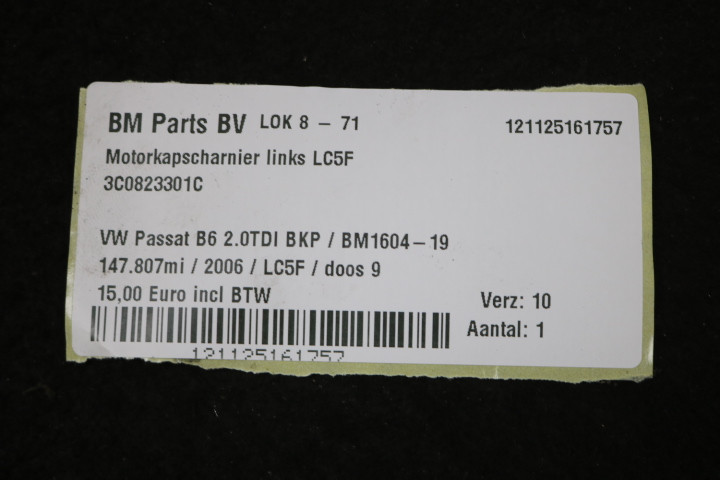 BM Parts BV LOK 8 - 71 121125161757
Motorkapscharnier links LC5F
3C0823301C
VW Passat B6 2.0TDI BKP / BM1604-19
147.807mi / 2006 / LC5F / doos 9
15,00 Euro incl BTW
Verz: 10
Aantal: 1
121125161757